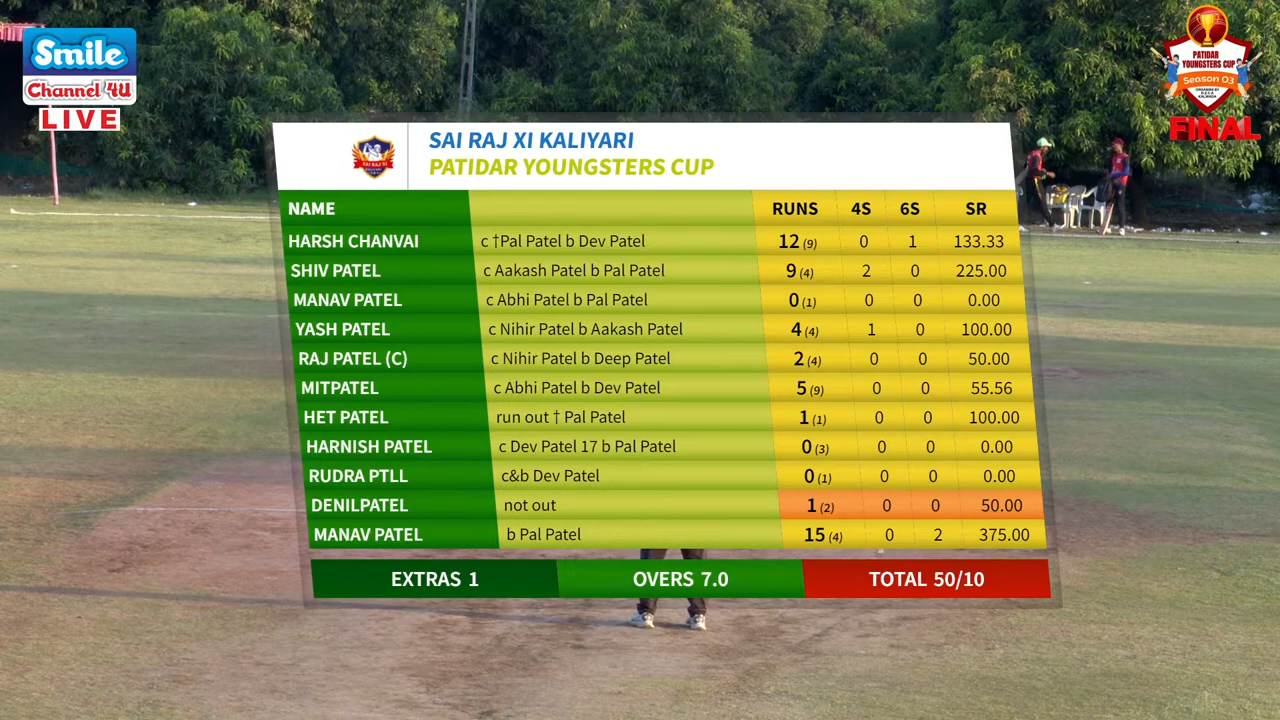 Smile
Channel 4U
LIVE
PATIDAR
YOUNGSTERS CUP
Season 03
FINAL
SAI RAJ XI KALIYARI
PATIDAR YOUNGSTERS CUP
SAI RAJ XI
NAME RUNS 4S 6S SR
HARSH CHANVAI c †Pal Patel b Dev Patel 12 (9) 0 1 133.33
SHIV PATEL c Aakash Patel b Pal Patel 9 (4) 2 0 225.00
MANAV PATEL c Abhi Patel b Pal Patel 0 (1) 0 0 0.00
YASH PATEL c Nihir Patel b Aakash Patel 4 (4) 1 0 100.00
RAJ PATEL (C) c Nihir Patel b Deep Patel 2 (4) 0 0 50.00
MITPATEL c Abhi Patel b Dev Patel 5 (9) 0 0 55.56
HET PATEL run out † Pal Patel 1 (1) 0 0 100.00
HARNISH PATEL c Dev Patel 17 b Pal Patel 0 (3) 0 0 0.00
RUDRA PTLL c&b Dev Patel 0 (1) 0 0 0.00
DENILPATEL not out 1 (2) 0 0 50.00
MANAV PATEL b Pal Patel 15 (4) 0 2 375.00
EXTRAS 1 OVERS 7.0 TOTAL 50/10